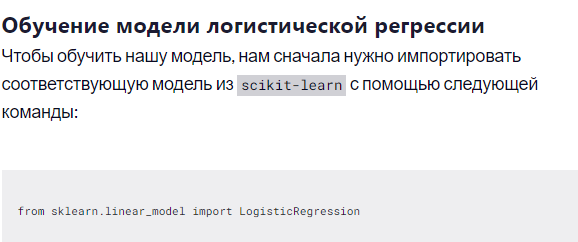 Обучение модели логистической регрессии
Чтобы обучить нашу модель, нам сначала нужно импортировать
соответствующую модель из scikit-learn с помощью следующей
команды:
from sklearn.linear_model import LogisticRegression